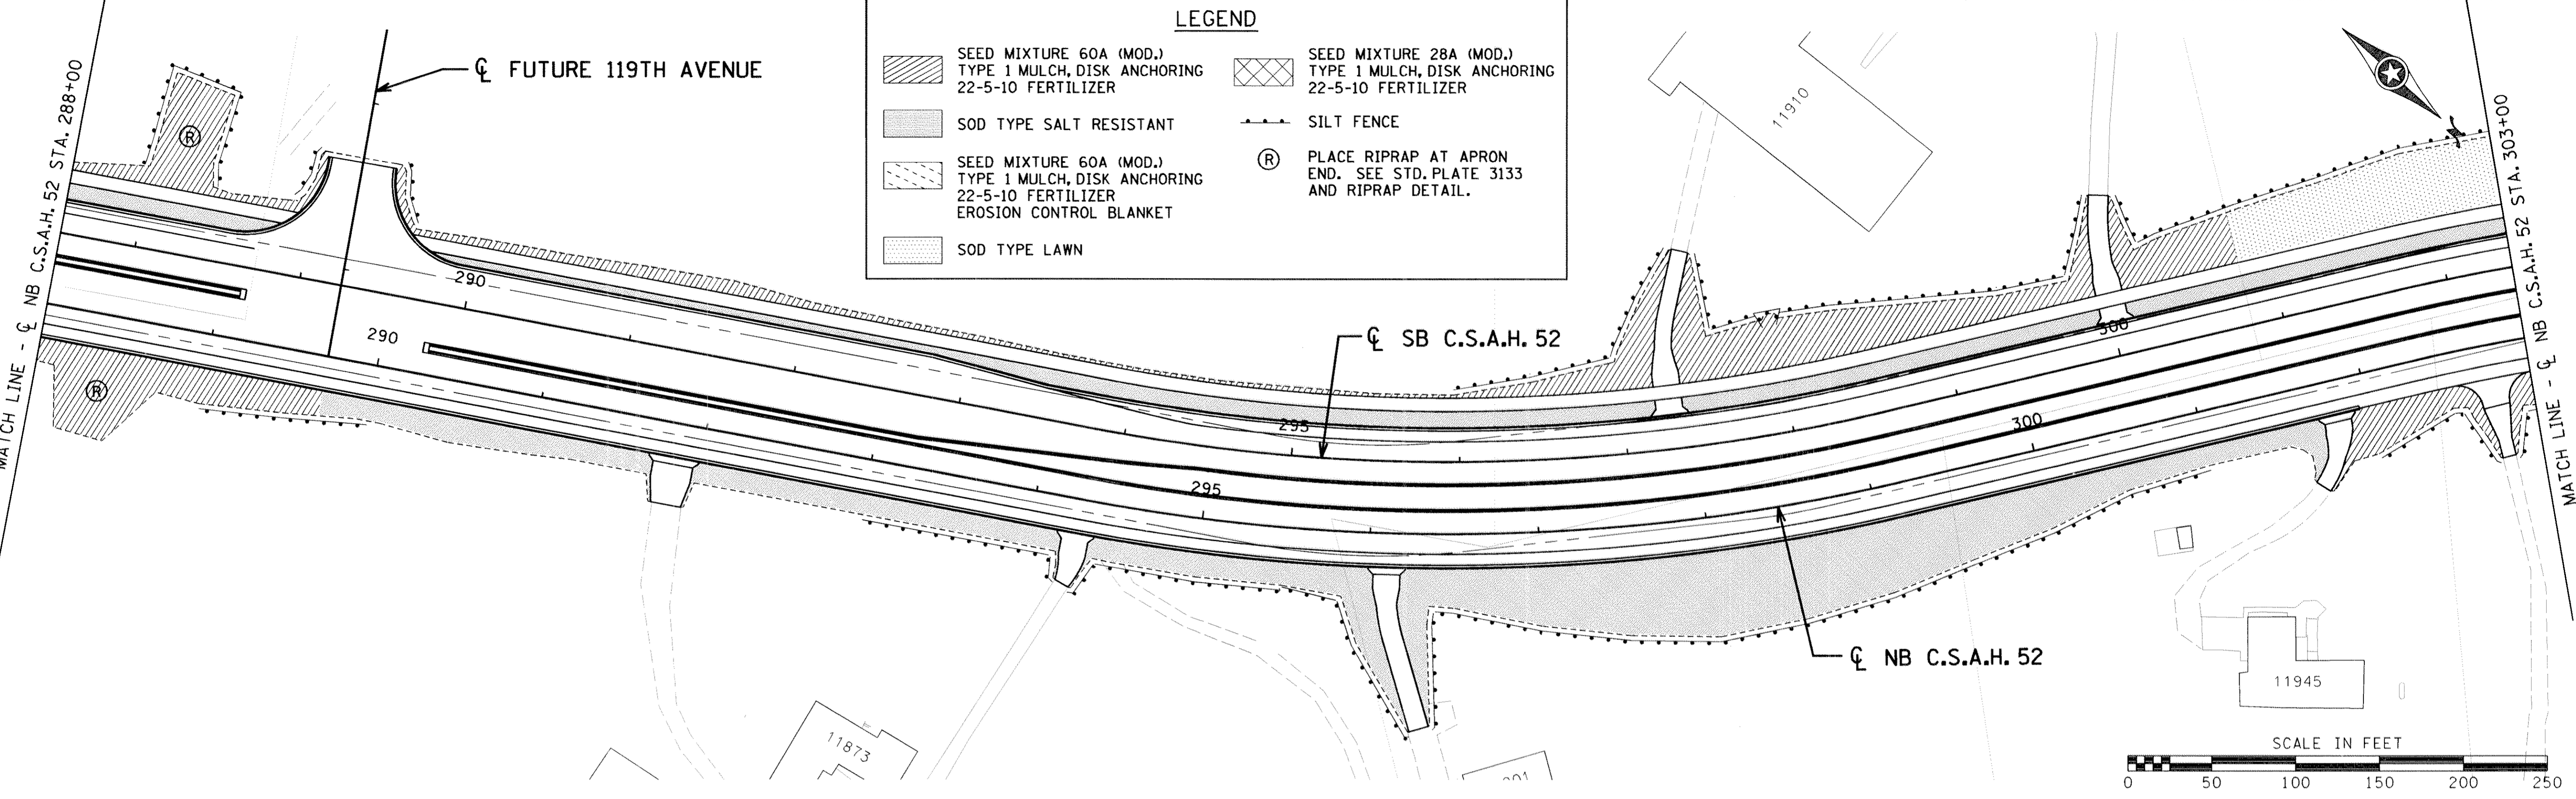 LEGEND
SEED MIXTURE 60A (MOD.)
TYPE 1 MULCH, DISK ANCHORING
22-5-10 FERTILIZER
SOD TYPE SALT RESISTANT
SEED MIXTURE 60A (MOD.)
TYPE 1 MULCH, DISK ANCHORING
22-5-10 FERTILIZER
EROSION CONTROL BLANKET
SOD TYPE LAWN
SEED MIXTURE 28A (MOD.)
TYPE 1 MULCH, DISK ANCHORING
22-5-10 FERTILIZER
SILT FENCE
R
PLACE RIPRAP AT APRON
END. SEE STD. PLATE 3133
AND RIPRAP DETAIL.
MATCH LINE - ℄ NB C.S.A.H. 52 STA. 288+00
℄ FUTURE 119TH AVENUE
R
R
290
290
295
295
℄ SB C.S.A.H. 52
℄ NB C.S.A.H. 52
300
300
11910
11873
11945
MATCH LINE - ℄ NB C.S.A.H. 52 STA. 303+00
SCALE IN FEET
0 50 100 150 200 250